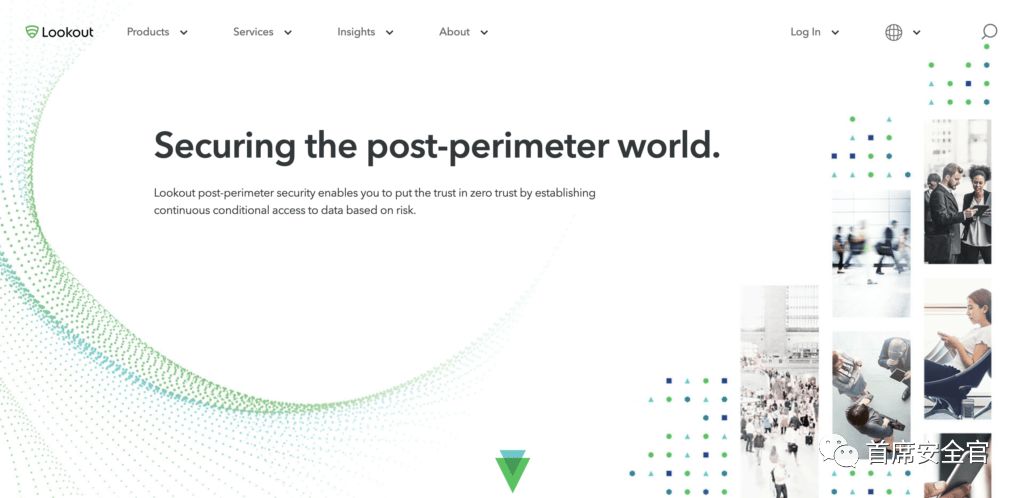 Lookout
Products
Services
Insights
About
Log In
Securing the post-perimeter world.
Lookout post-perimeter security enables you to put the trust in zero trust by establishing
continuous conditional access to data based on risk.
首席安全官